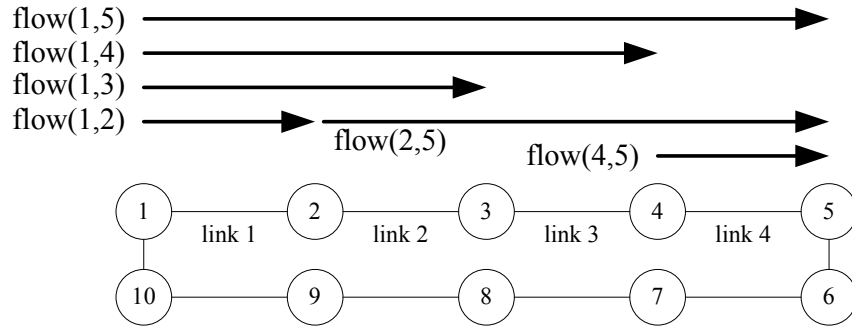 flow(1,5)
flow(1,4)
flow(1,3)
flow(1,2)
flow(2,5)
flow(4,5)
1 2 3 4 5
link 1 link 2 link 3 link 4
10 9 8 7 6